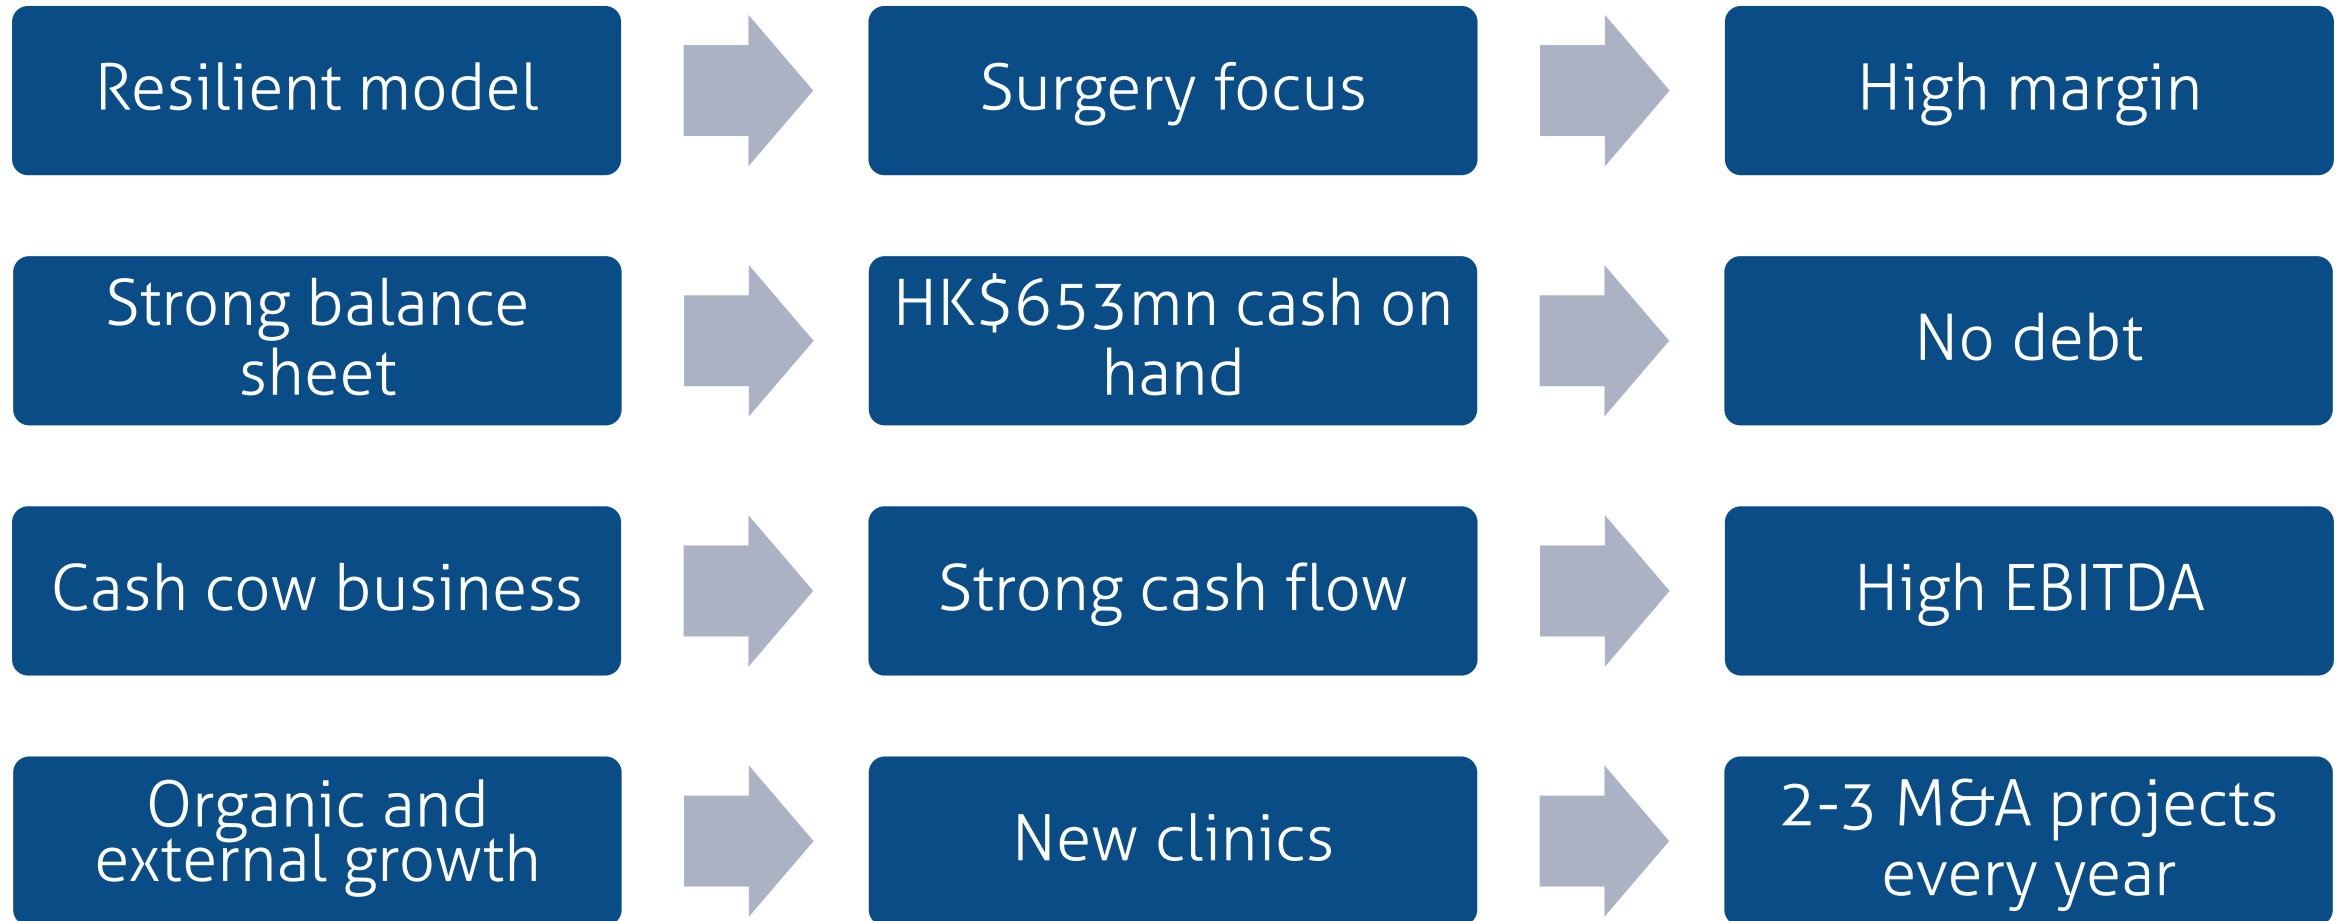 Resilient model
Surgery focus
High margin
Strong balance
sheet
HK$653mn cash on
hand
No debt
Cash cow business
Strong cash flow
High EBITDA
Organic and
external growth
New clinics
2-3 M&A projects
every year